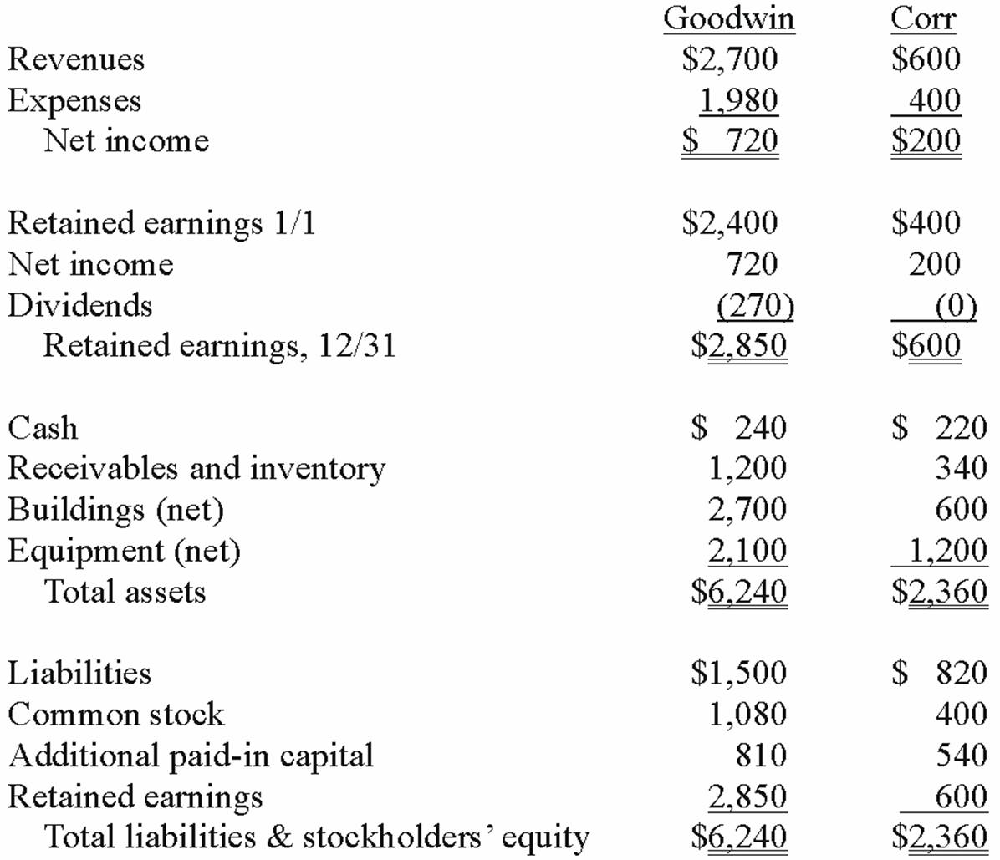 Goodwin Corr
Revenues $2,700 $600
Expenses 1,980 400
Net income $ 720 $200
Retained earnings 1/1 $2,400 $400
Net income 720 200
Dividends (270) (0)
Retained earnings, 12/31 $2,850 $600
Cash $ 240 $ 220
Receivables and inventory 1,200 340
Buildings (net) 2,700 600
Equipment (net) 2,100 1,200
Total assets $6,240 $2,360
Liabilities $1,500 $ 820
Common stock 1,080 400
Additional paid-in capital 810 540
Retained earnings 2,850 600
Total liabilities & stockholders’ equity $6,240 $2,360